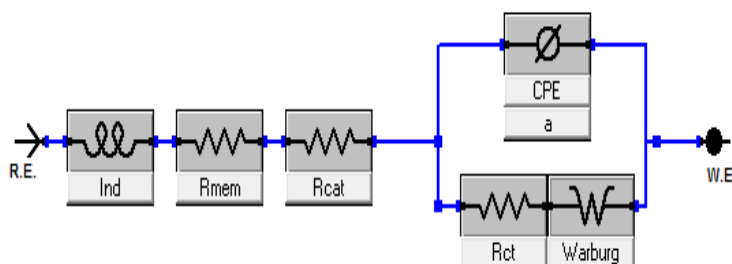 CPE
a
R.E.
Ind
Rmem
Rcat
W.E
Rct
Warburg